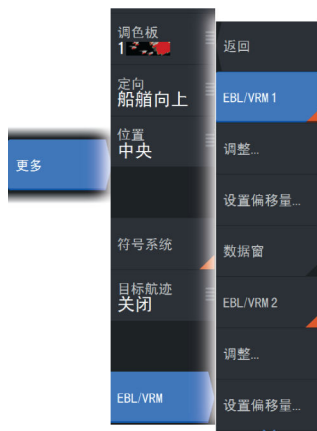 更多
调色板
1
定向
船艏向上
位置
中央
符号系统
目标航迹
关闭
EBL/VRM
返回
EBL/VRM 1
调整...
设置偏移量...
数据窗
EBL/VRM 2
调整...
设置偏移量...